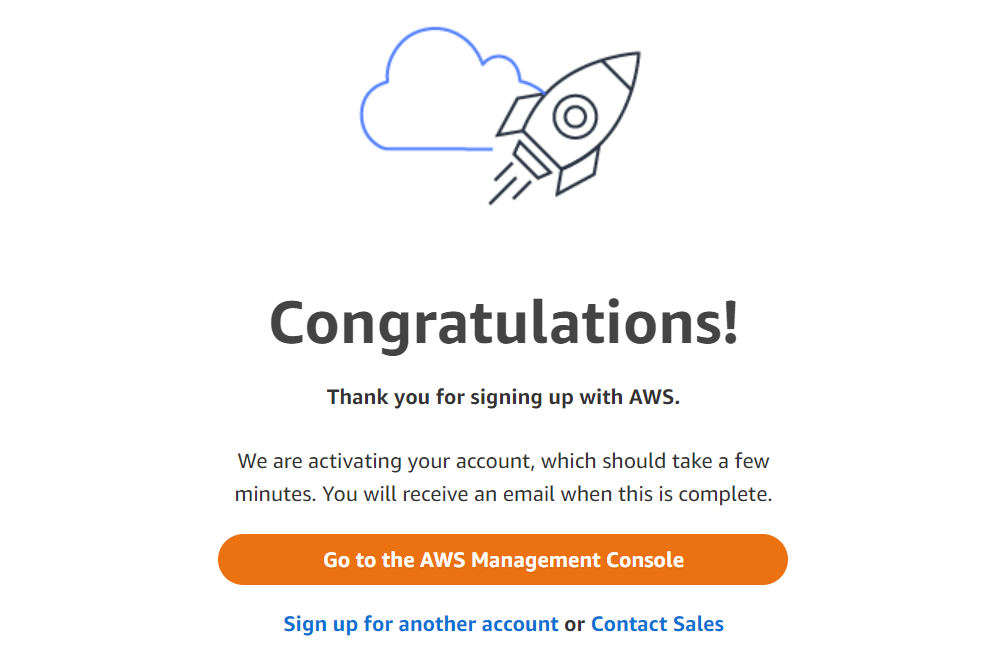 Congratulations!
Thank you for signing up with AWS.
We are activating your account, which should take a few
minutes. You will receive an email when this is complete.
Go to the AWS Management Console
Sign up for another account or Contact Sales